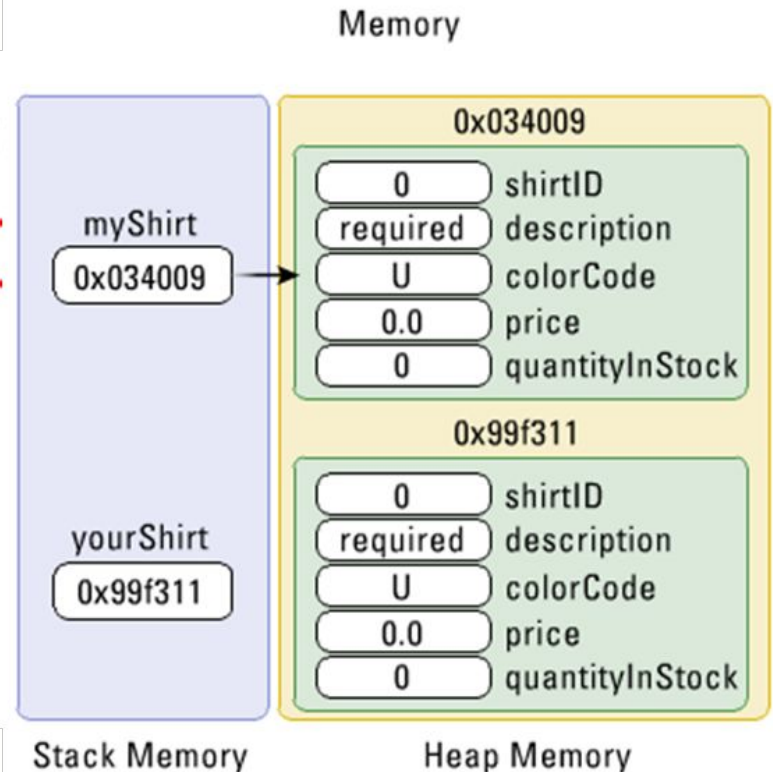 Memory
0x034009
0 shirtID
myShirt
required description
0x034009
U colorCode
0.0 price
0 quantityInStock
0x99f311
0 shirtID
yourShirt
required description
0x99f311
U colorCode
0.0 price
0 quantityInStock
Stack Memory
Heap Memory